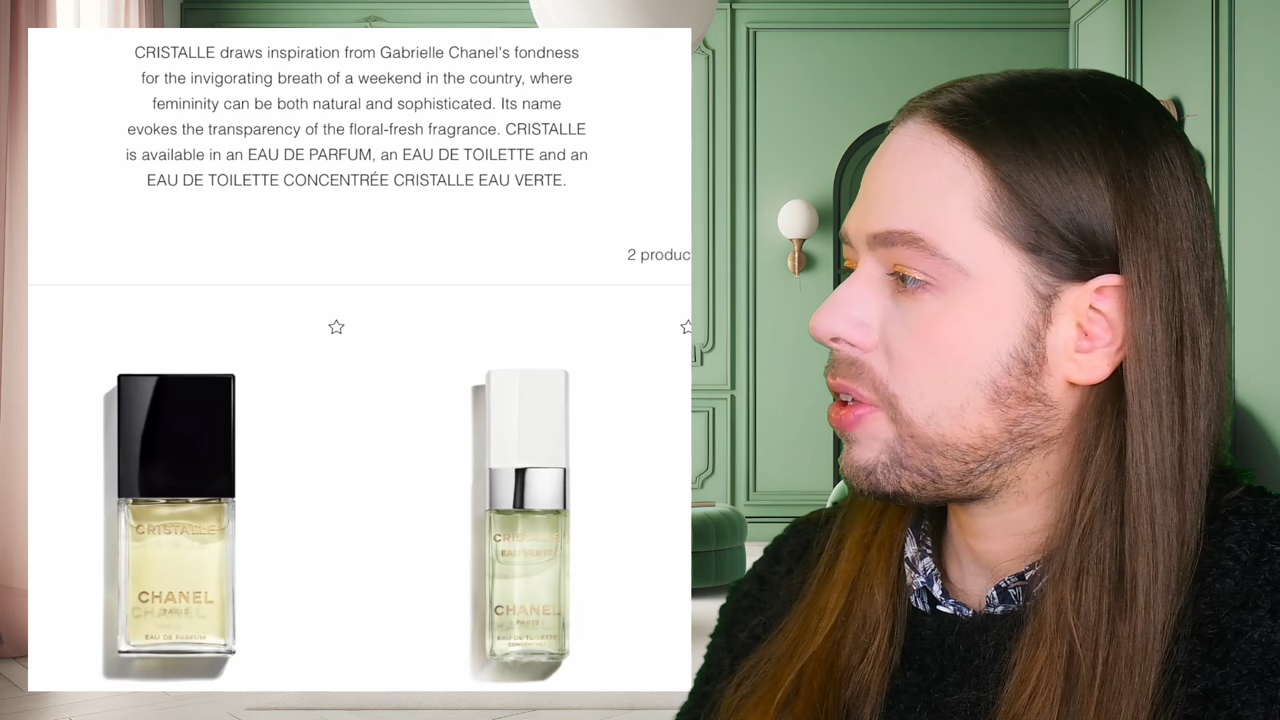 CRISTALLE draws inspiration from Gabrielle Chanel's fondness
for the invigorating breath of a weekend in the country, where
femininity can be both natural and sophisticated. Its name
evokes the transparency of the floral-fresh fragrance. CRISTALLE
is available in an EAU DE PARFUM, an EAU DE TOILETTE and an
EAU DE TOILETTE CONCENTRÉE CRISTALLE EAU VERTE.
2 produc
CRISTALLE
CHANEL
PARIS
EAU DE PARFUM
CRISTALLE
EAU VERTE
CHANEL
PARIS
EAU DE TOILETTE
CONCENTRÉE